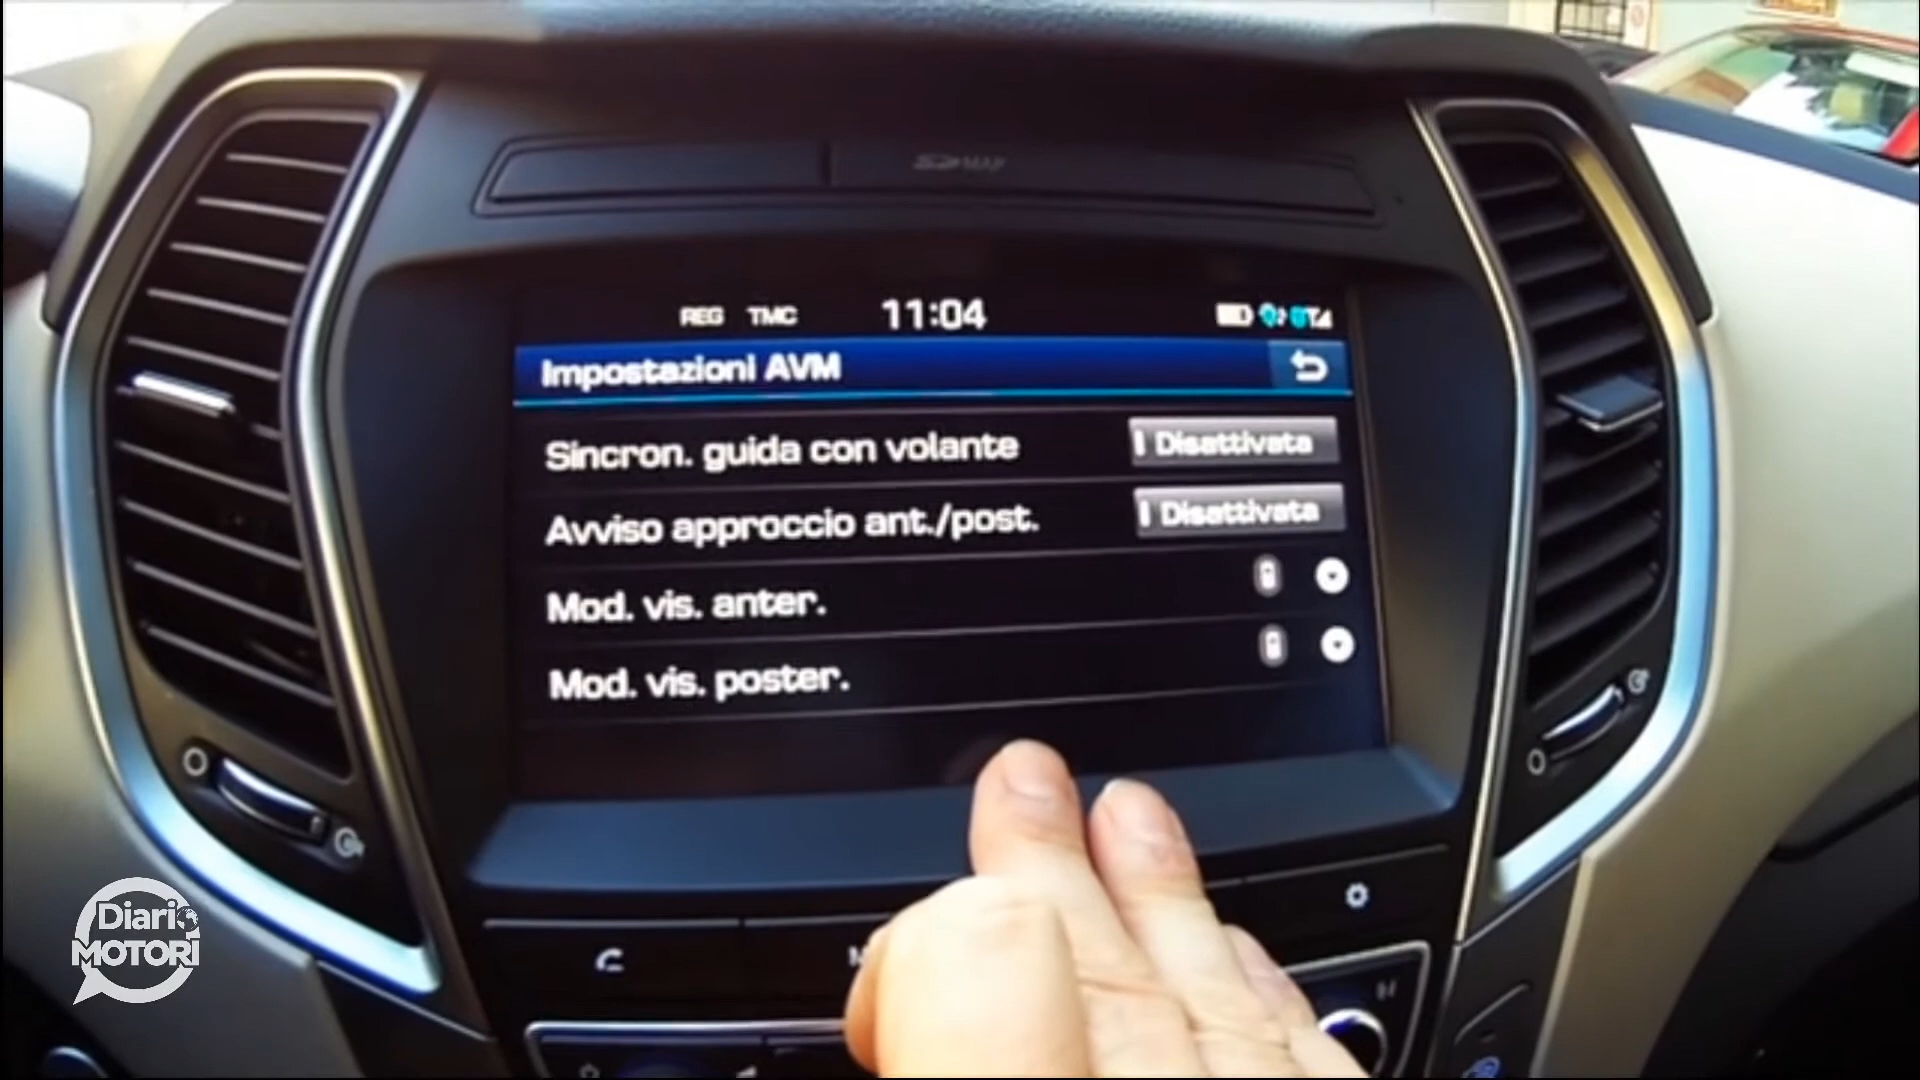 REG TMC 11:04
Impostazioni AVM
Sincron. guida con volante
Disattivata
Avviso approccio ant./post.
Disattivata
Mod. vis. anter.
Mod. vis. poster.
Diario
MOTORI